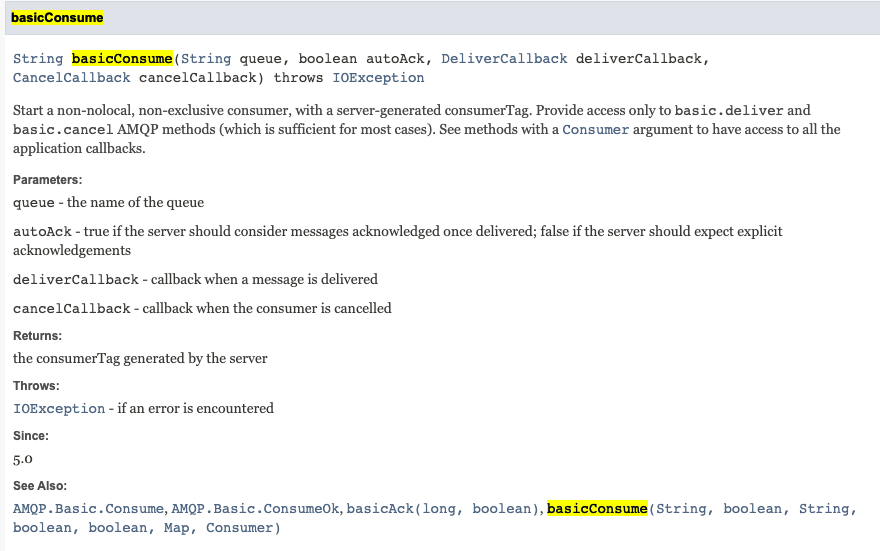 basicConsume
String basicConsume(String queue, boolean autoAck, DeliverCallback deliverCallback,
CancelCallback cancelCallback) throws IOException
Start a non-nolocal, non-exclusive consumer, with a server-generated consumerTag. Provide access only to basic.deliver and
basic.cancel AMQP methods (which is sufficient for most cases). See methods with a Consumer argument to have access to all the
application callbacks.
Parameters:
queue - the name of the queue
autoAck - true if the server should consider messages acknowledged once delivered; false if the server should expect explicit
acknowledgements
deliverCallback - callback when a message is delivered
cancelCallback - callback when the consumer is cancelled
Returns:
the consumerTag generated by the server
Throws:
IOException - if an error is encountered
Since:
5.0
See Also:
AMQP.Basic.Consume, AMQP.Basic.ConsumeOk, basicAck(long, boolean), basicConsume(String, boolean, String,
boolean, boolean, Map, Consumer)